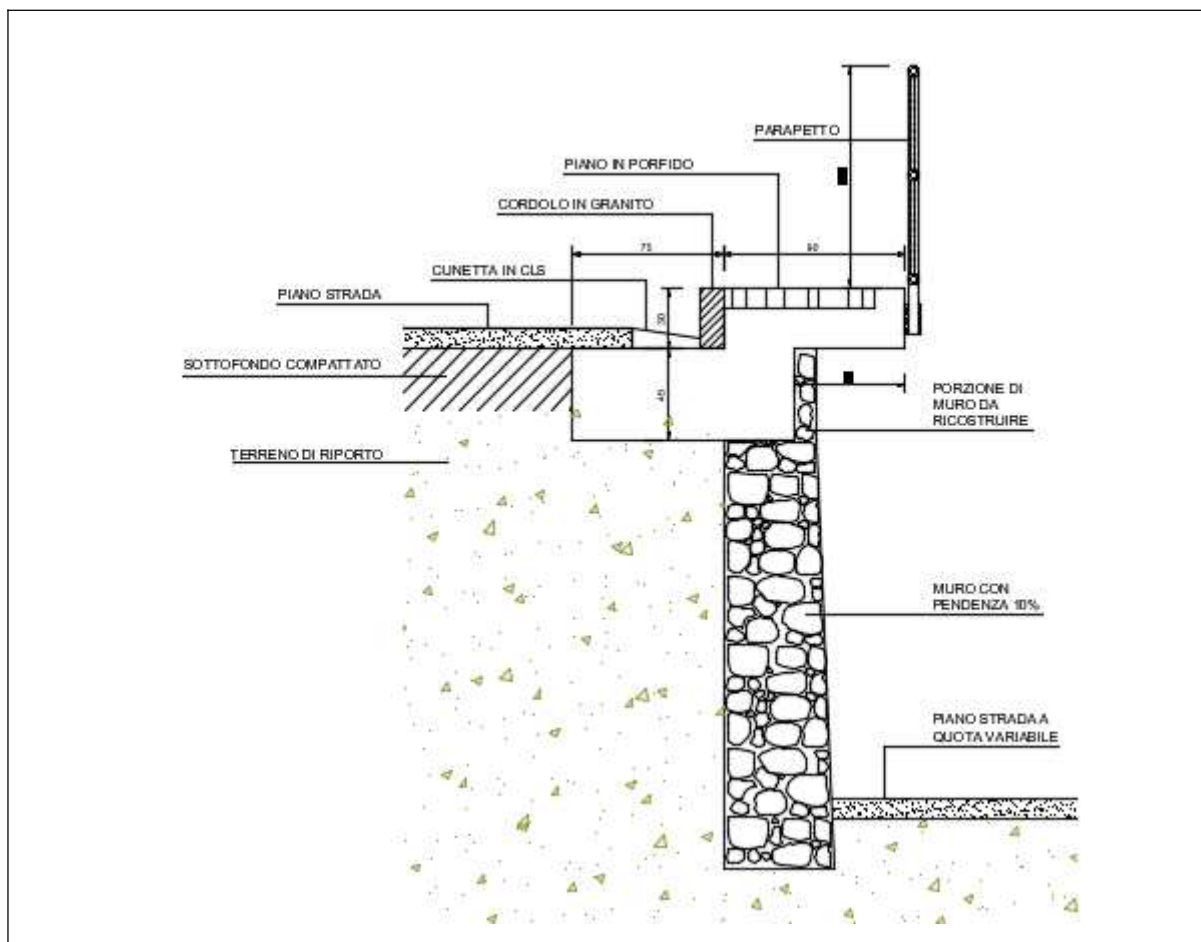 PARAPETTO
PIANO IN PORFIDO
CORDOLO IN GRANITO
75
90
CUNETTA IN CLS
PIANO STRADA
30
SOTTOFONDO COMPATTATO
45
PORZIONE DI
MURO DA
RICOSTRUIRE
TERRENO DI RIPORTO
MURO CON
PENDENZA 10%
PIANO STRADA A
QUOTA VARIABILE